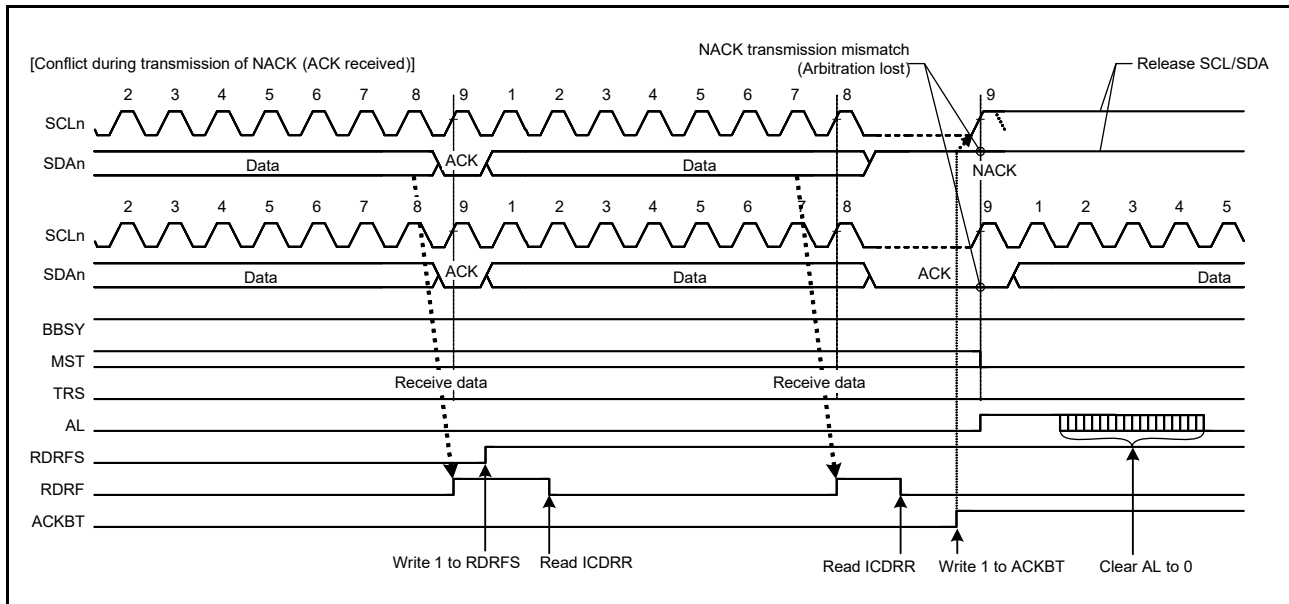 NACK transmission mismatch
(Arbitration lost)
[Conflict during transmission of NACK (ACK received)]
Release SCL/SDA
2 3 4 5 6 7 8 9 1 2 3 4 5 6 7 8 9
SCLn
SDAn Data ACK Data NACK
2 3 4 5 6 7 8 9 1 2 3 4 5 6 7 8 9 1 2 3 4 5
SCLn
SDAn Data ACK Data ACK Data
BBSY
MST
Receive data Receive data
TRS
AL
RDRFS
RDRF
ACKBT
Write 1 to RDRFS Read ICDRR Read ICDRR Write 1 to ACKBT Clear AL to 0